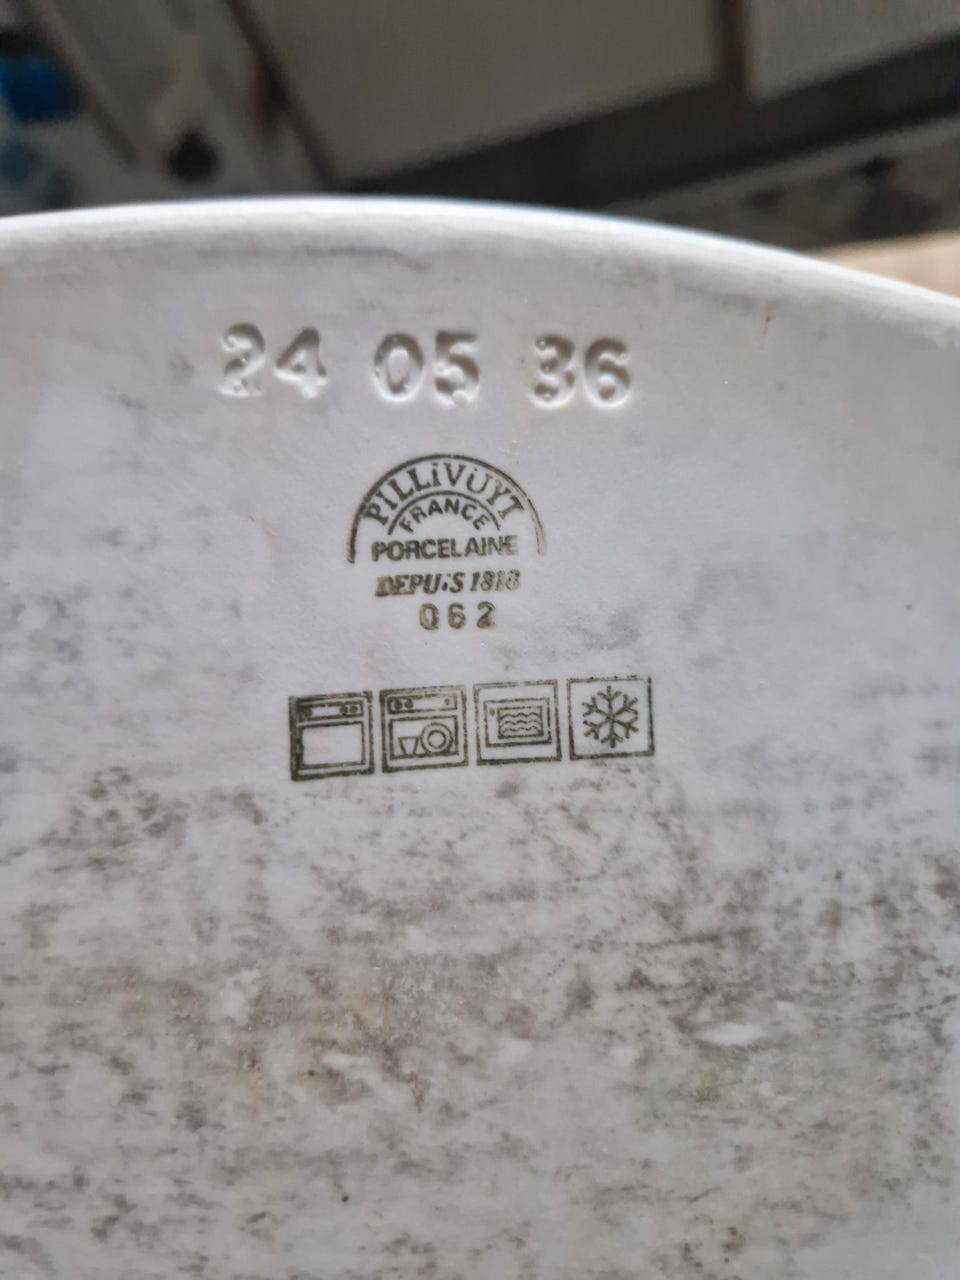 24 05 36
PiLLiVUYT
FRANCE
PORCELAINE
DEPUiS 1818
062